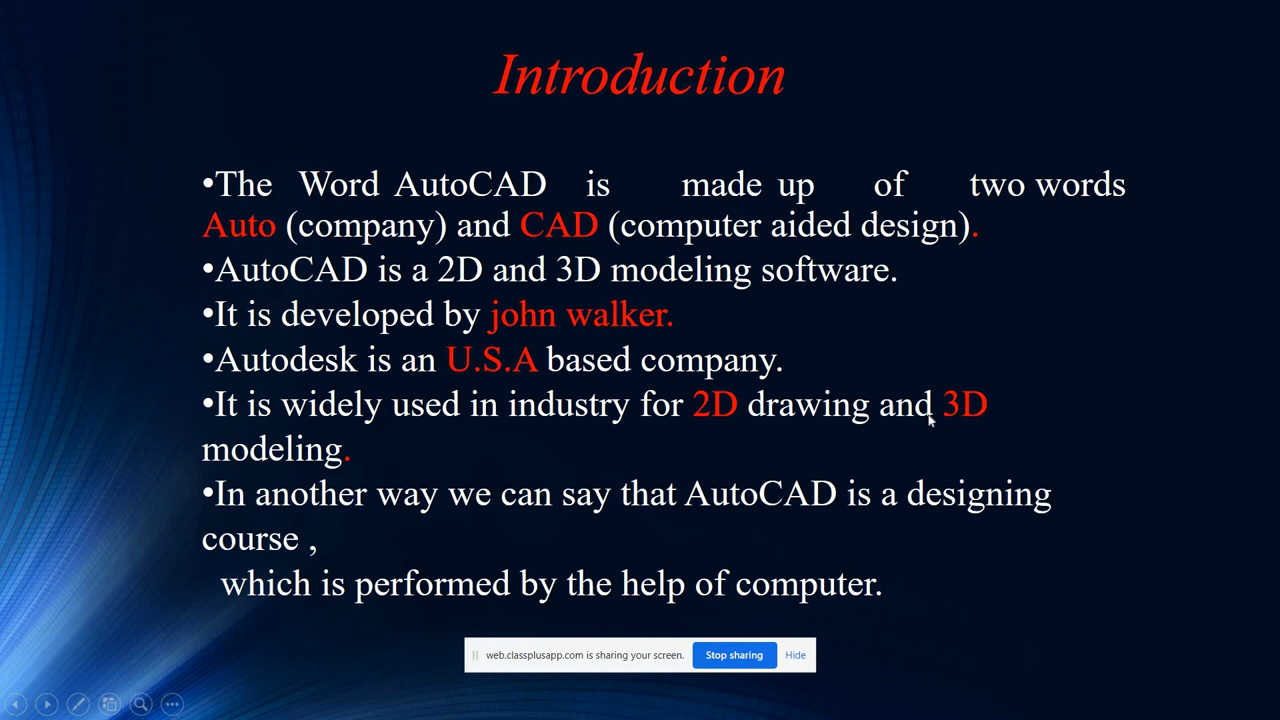 Introduction
•The Word AutoCAD is made up of two words
Auto (company) and CAD (computer aided design).
•AutoCAD is a 2D and 3D modeling software.
•It is developed by john walker.
•Autodesk is an U.S.A based company.
•It is widely used in industry for 2D drawing and 3D
modeling.
•In another way we can say that AutoCAD is a designing
course ,
which is performed by the help of computer.
web.classplusapp.com is sharing your screen. Stop sharing Hide